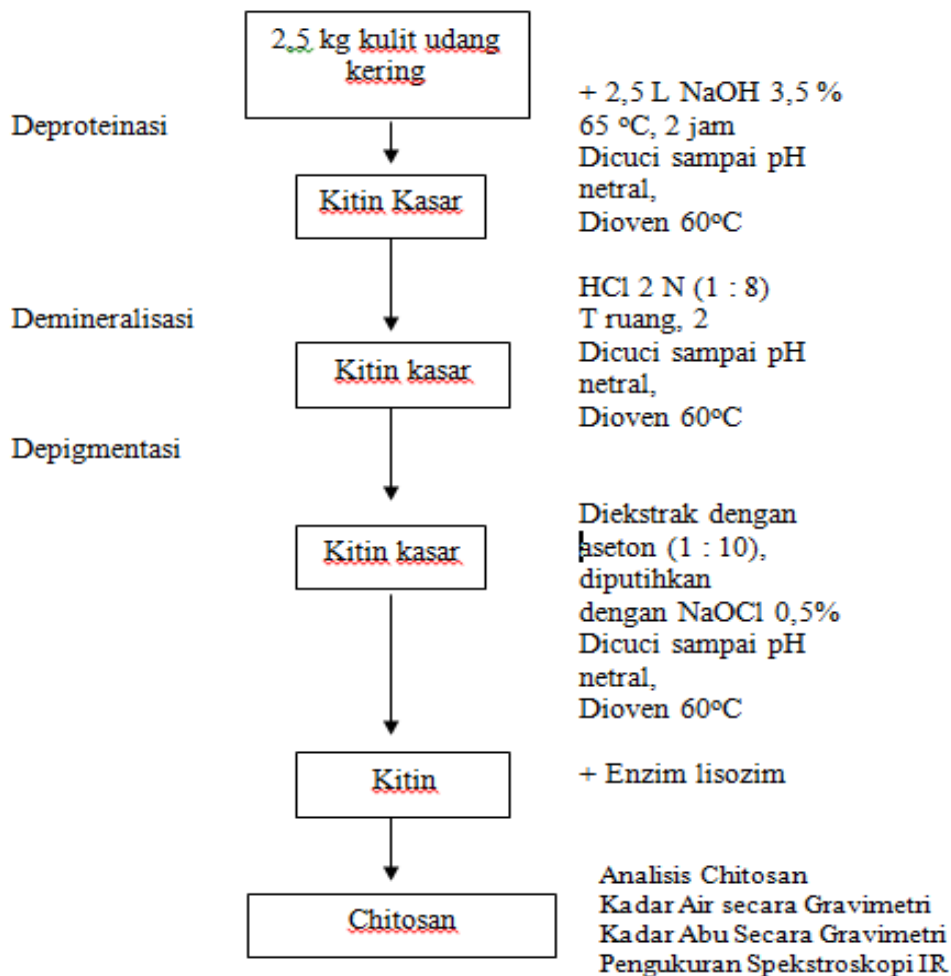 2,5 kg kulit udang
kering
+ 2,5 L NaOH 3,5 %
Deproteinasi
65 ºC, 2 jam
Dicuci sampai pH
netral,
Dioven 60ºC
Kitin Kasar
HCl 2 N (1 : 8)
Demineralisasi
T ruang, 2
Dicuci sampai pH
netral,
Dioven 60ºC
Kitin kasar
Depigmentasi
Diekstrak dengan
aseton (1 : 10),
diputihkan
dengan NaOCl 0,5%
Dicuci sampai pH
netral,
Dioven 60ºC
Kitin kasar
Kitin
+ Enzim lisozim
Chitosan
Analisis Chitosan
Kadar Air secara Gravimetri
Kadar Abu Secara Gravimetri
Pengukuran Spekstroskopi IR